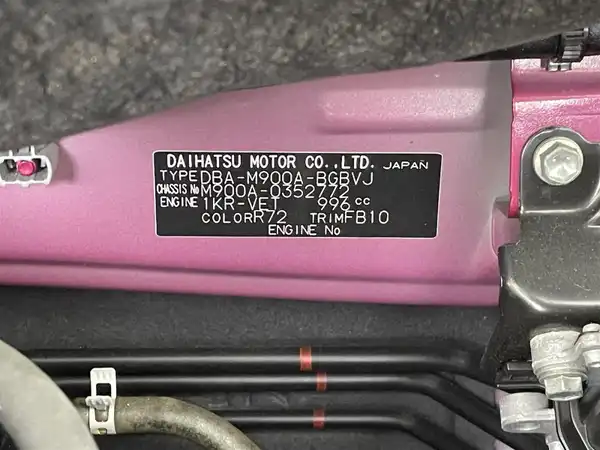 DAIHATSU MOTOR CO.,LTD. JAPAN
TYPE DBA-M900A-BGBVJ
CHASSIS No M900A-0352772
ENGINE 1KR-VET 996 cc
COLOR R72 TRIM FB10
ENGINE No